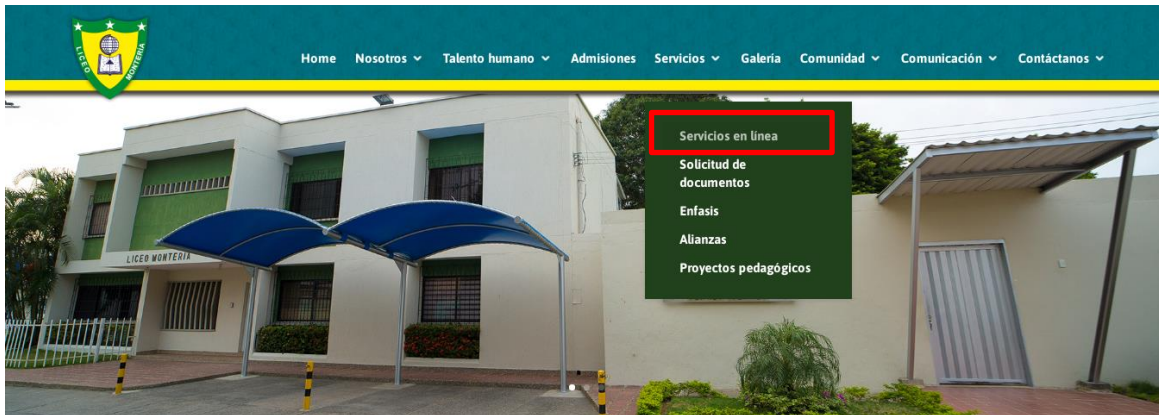 LICEO
MONTERIA
Home Nosotros Talento humano Admisiones Servicios Galería Comunidad Comunicación Contáctanos
Servicios en línea
Solicitud de
documentos
Enfasis
Alianzas
Proyectos pedagógicos
LICEO MONTERIA